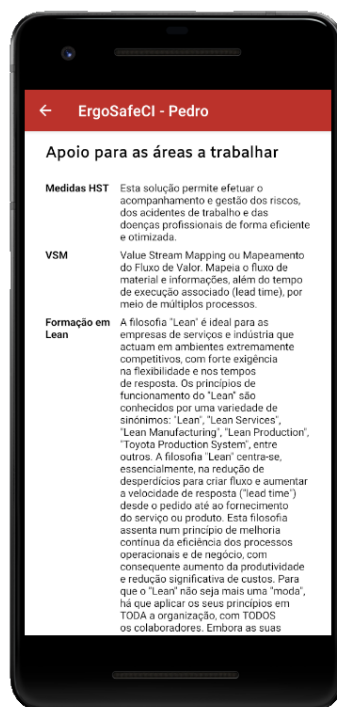 ErgoSafeCI - Pedro
Apoio para as áreas a trabalhar
Medidas HST
Esta solução permite efetuar o
acompanhamento e gestão dos riscos,
dos acidentes de trabalho e das
doenças profissionais de forma eficiente
e otimizada.
VSM
Value Stream Mapping ou Mapeamento
do Fluxo de Valor. Mapeia o fluxo de
material e informações, além do tempo
de execução associado (lead time), por
meio de múltiplos processos.
Formação em
Lean
A filosofia "Lean" é ideal para as
empresas de serviços e indústria que
actuam em ambientes extremamente
competitivos, com forte exigência
na flexibilidade e nos tempos
de resposta. Os princípios de
funcionamento do "Lean" são
conhecidos por uma variedade de
sinónimos: "Lean", "Lean Services",
"Lean Manufacturing", "Lean Production",
"Toyota Production System", entre
outros. A filosofia "Lean" centra-se,
essencialmente, na redução de
desperdícios para criar fluxo e aumentar
a velocidade de resposta ("lead time")
desde o pedido até ao fornecimento
do serviço ou produto. Esta filosofia
assenta num princípio de melhoria
contínua da eficiência dos processos
operacionais e de negócio, com
consequente aumento da produtividade
e redução significativa de custos. Para
que o "Lean" não seja mais uma "moda",
há que aplicar os seus princípios em
TODA a organização, com TODOS
os colaboradores. Embora as suas